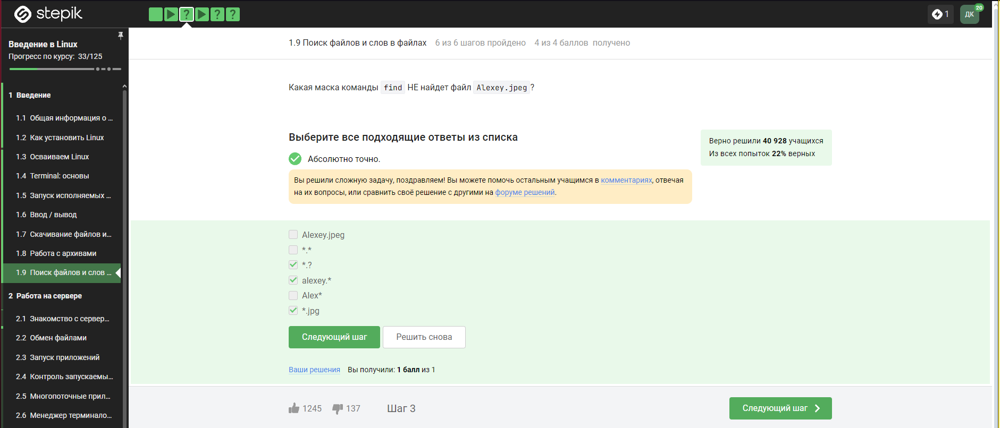 stepik
? ? ?
1
ДК
20
Введение в Linux
Прогресс по курсу: 33/125
1 Введение
1.1 Общая информация о ...
1.2 Как установить Linux
1.3 Осваиваем Linux
1.4 Terminal: основы
1.5 Запуск исполняемых ...
1.6 Ввод / вывод
1.7 Скачивание файлов и...
1.8 Работа с архивами
1.9 Поиск файлов и слов ...
2 Работа на сервере
2.1 Знакомство с сервер...
2.2 Обмен файлами
2.3 Запуск приложений
2.4 Контроль запускаемы...
2.5 Многопоточные прил...
2.6 Менеджер терминало...
1.9 Поиск файлов и слов в файлах 6 из 6 шагов пройдено 4 из 4 баллов получено
Какая маска команды find НЕ найдет файл Alexey.jpeg?
Выберите все подходящие ответы из списка
Абсолютно точно.
Вы решили сложную задачу, поздравляем! Вы можете помочь остальным учащимся в комментариях, отвечая
на их вопросы, или сравнить своё решение с другими на форуме решений.
Верно решили 40 928 учащихся
Из всех попыток 22% верных
Alexey.jpeg
*.*
*.?
alexey.*
Alex*
*.jpg
Следующий шаг Решить снова
Ваши решения Вы получили: 1 балл из 1
1245 137 Шаг 3 Следующий шаг